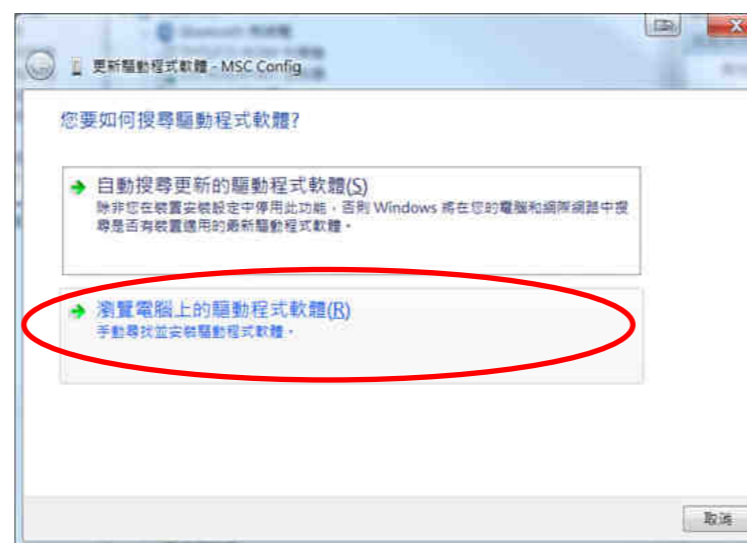 更新驅動程式軟體 - MSC Config
您要如何搜尋驅動程式軟體?
自動搜尋更新的驅動程式軟體(S)
除非您在裝置安裝設定中停用此功能，否則 Windows 將在您的電腦和網際網路中搜
尋是否有裝置適用的最新驅動程式軟體。
瀏覽電腦上的驅動程式軟體(R)
手動尋找並安裝驅動程式軟體。
取消